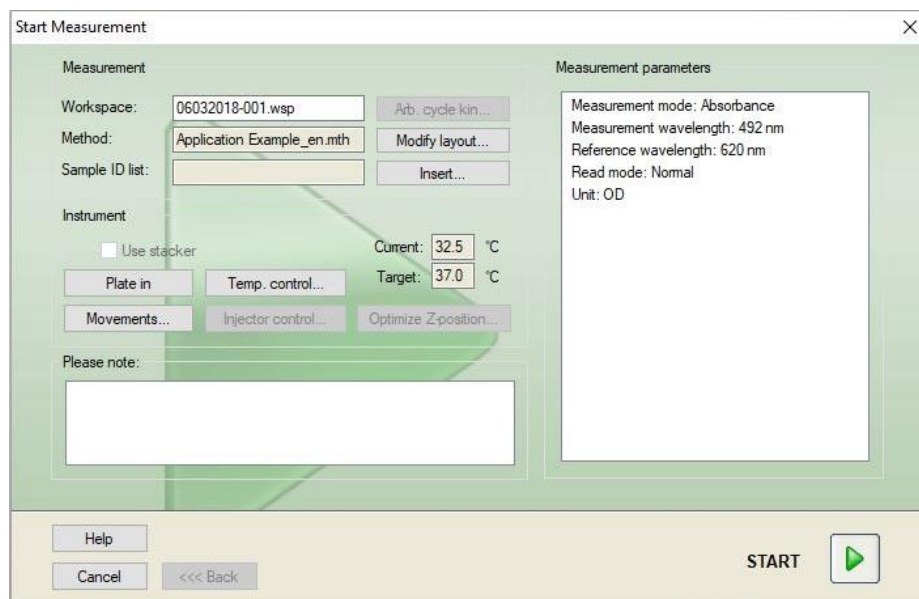 Start Measurement
Measurement
Workspace: 06032018-001.wsp Arb. cycle kin...
Method: Application Example_en.mth Modify layout...
Sample ID list: Insert...
Instrument
Use stacker
Current: 32.5 °C
Target: 37.0 °C
Plate in Temp. control...
Movements... Injector control... Optimize Z-position...
Please note:
Measurement parameters
Measurement mode: Absorbance
Measurement wavelength: 492 nm
Reference wavelength: 620 nm
Read mode: Normal
Unit: OD
Help
Cancel <<< Back
START